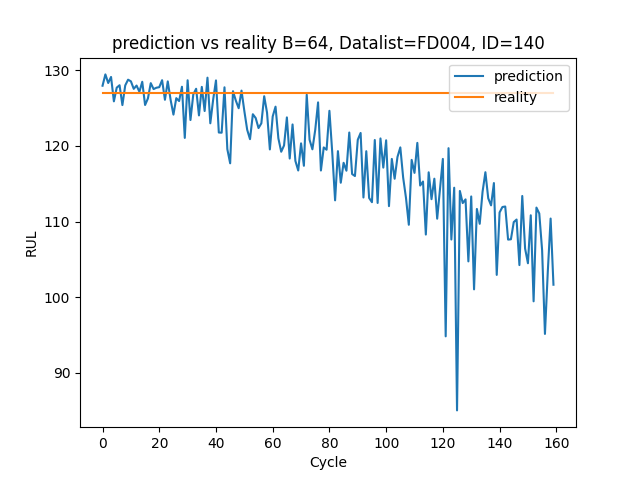 prediction vs reality B=64, Datalist=FD004, ID=140
prediction
reality
RUL
130
120
110
100
90
0 20 40 60 80 100 120 140 160
Cycle